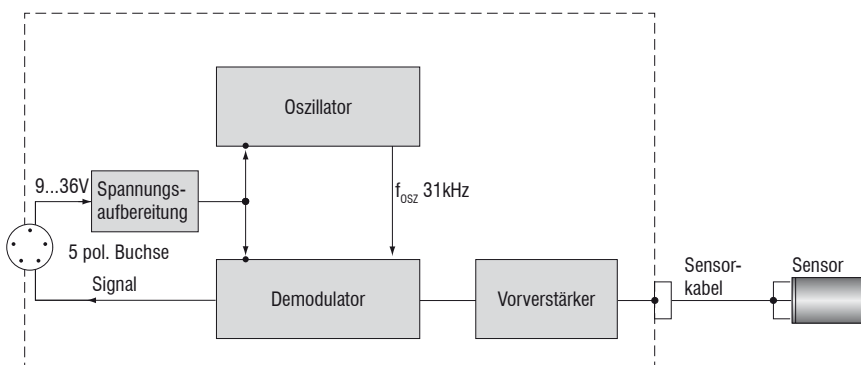 Oszillator
9...36V
Spannungs-
aufbereitung
fosz 31kHz
5 pol. Buchse
Signal
Demodulator
Vorverstärker
Sensor-
kabel
Sensor